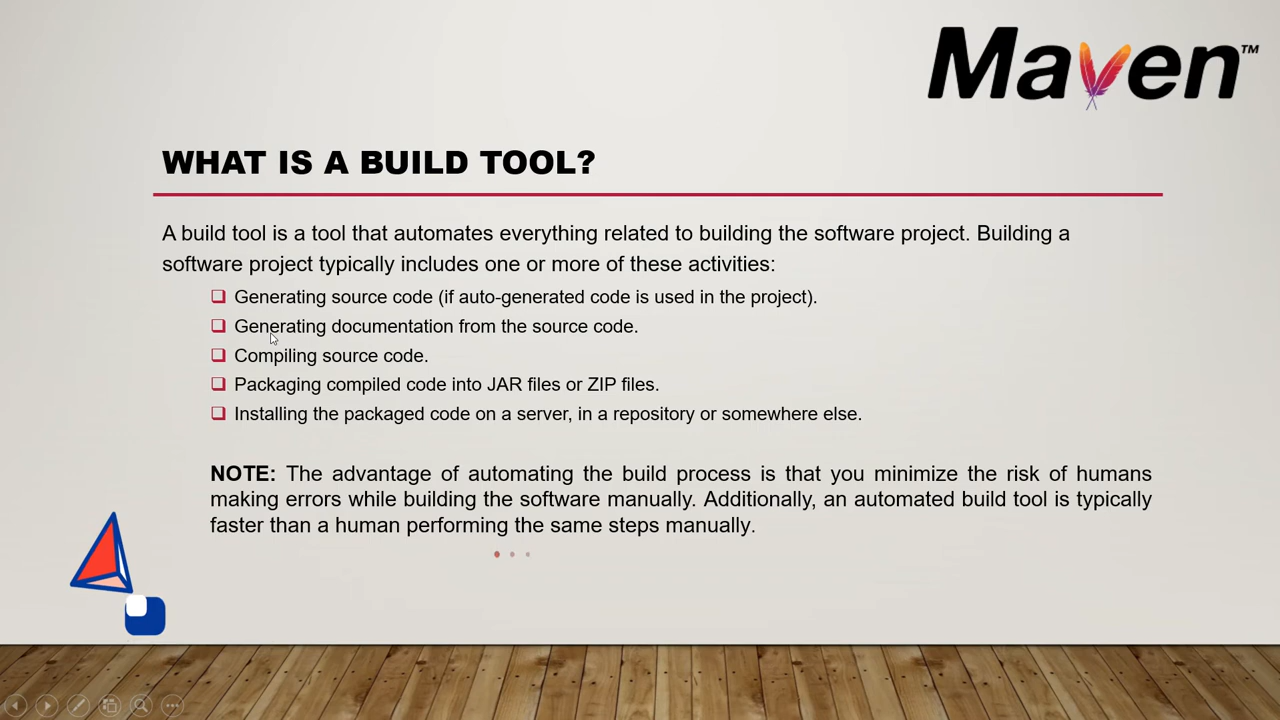 Maven™
WHAT IS A BUILD TOOL?
A build tool is a tool that automates everything related to building the software project. Building a
software project typically includes one or more of these activities:
Generating source code (if auto-generated code is used in the project).
Generating documentation from the source code.
Compiling source code.
Packaging compiled code into JAR files or ZIP files.
Installing the packaged code on a server, in a repository or somewhere else.
NOTE: The advantage of automating the build process is that you minimize the risk of humans
making errors while building the software manually. Additionally, an automated build tool is typically
faster than a human performing the same steps manually.